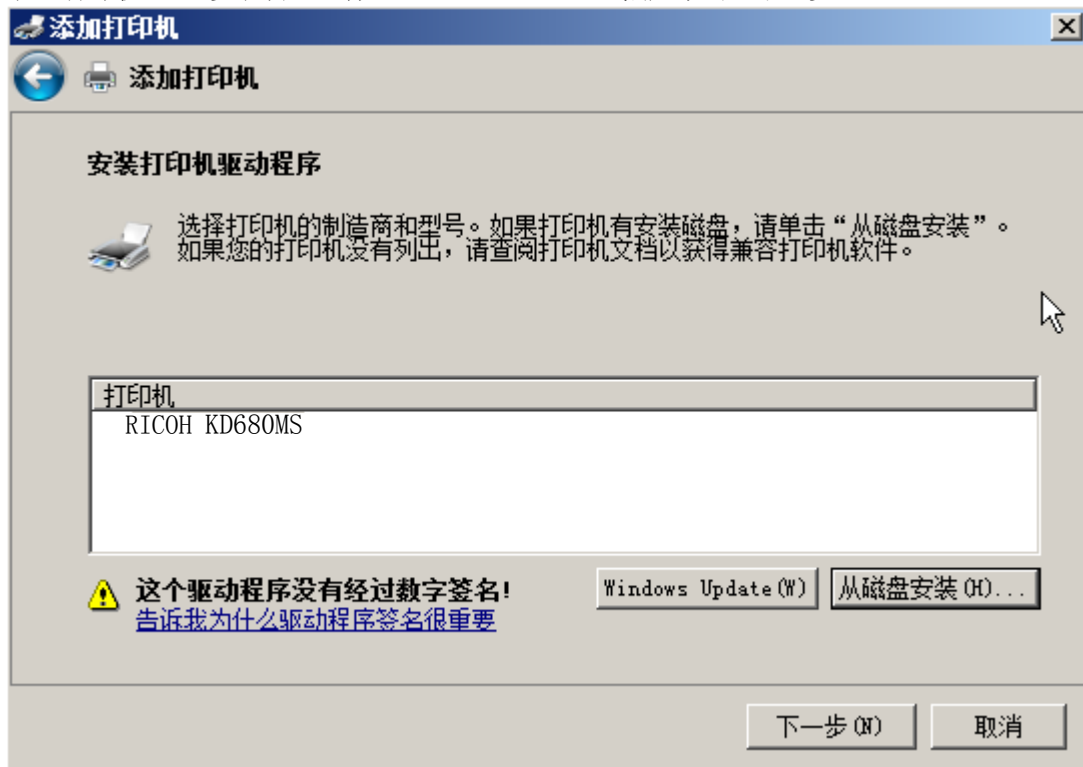 添加打印机
添加打印机
安装打印机驱动程序
选择打印机的制造商和型号。如果打印机有安装磁盘，请单击“从磁盘安装”。
如果您的打印机没有列出，请查阅打印机文档以获得兼容打印机软件。
打印机
RICOH KD680MS
这个驱动程序没有经过数字签名!
告诉我为什么驱动程序签名很重要
Windows Update(W)
从磁盘安装(H)...
下一步(N)
取消